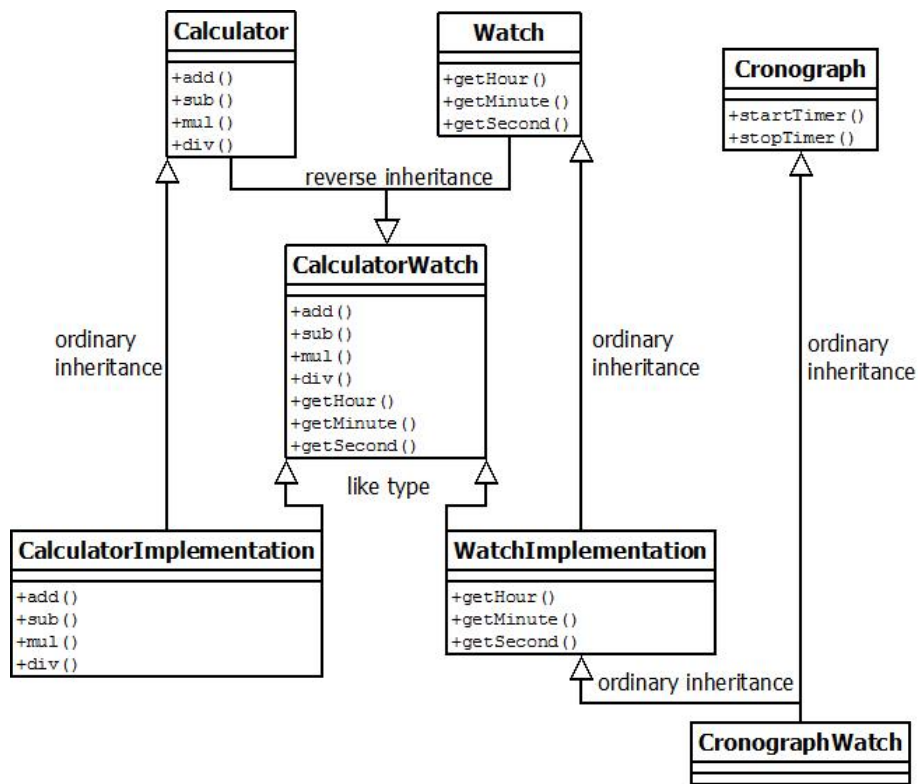 Calculator
+add()
+sub()
+mul()
+div()
Watch
+getHour()
+getMinute()
+getSecond()
Cronograph
+startTimer()
+stopTimer()
reverse inheritance
CalculatorWatch
+add()
+sub()
+mul()
+div()
+getHour()
+getMinute()
+getSecond()
ordinary
inheritance
ordinary
inheritance
ordinary
inheritance
like type
CalculatorImplementation
+add()
+sub()
+mul()
+div()
WatchImplementation
+getHour()
+getMinute()
+getSecond()
ordinary inheritance
CronographWatch